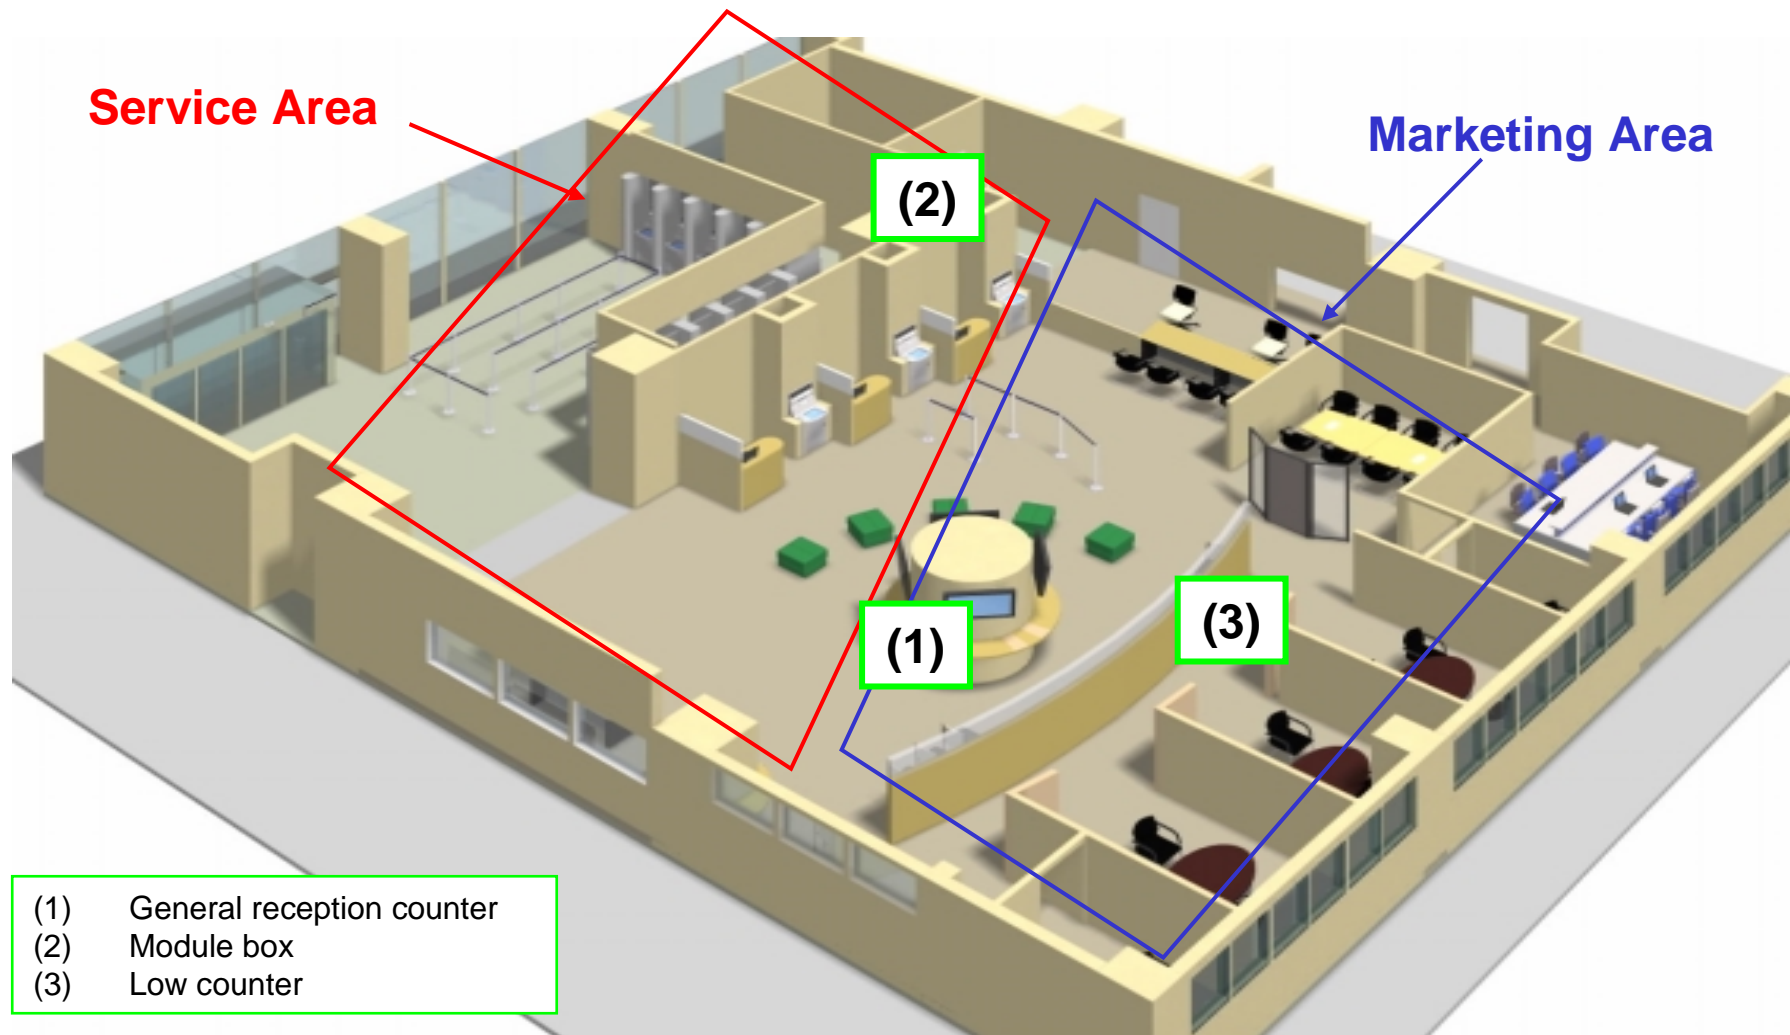 Service Area
Marketing Area
(2)
(3)
(1)
(1) General reception counter
(2) Module box
(3) Low counter